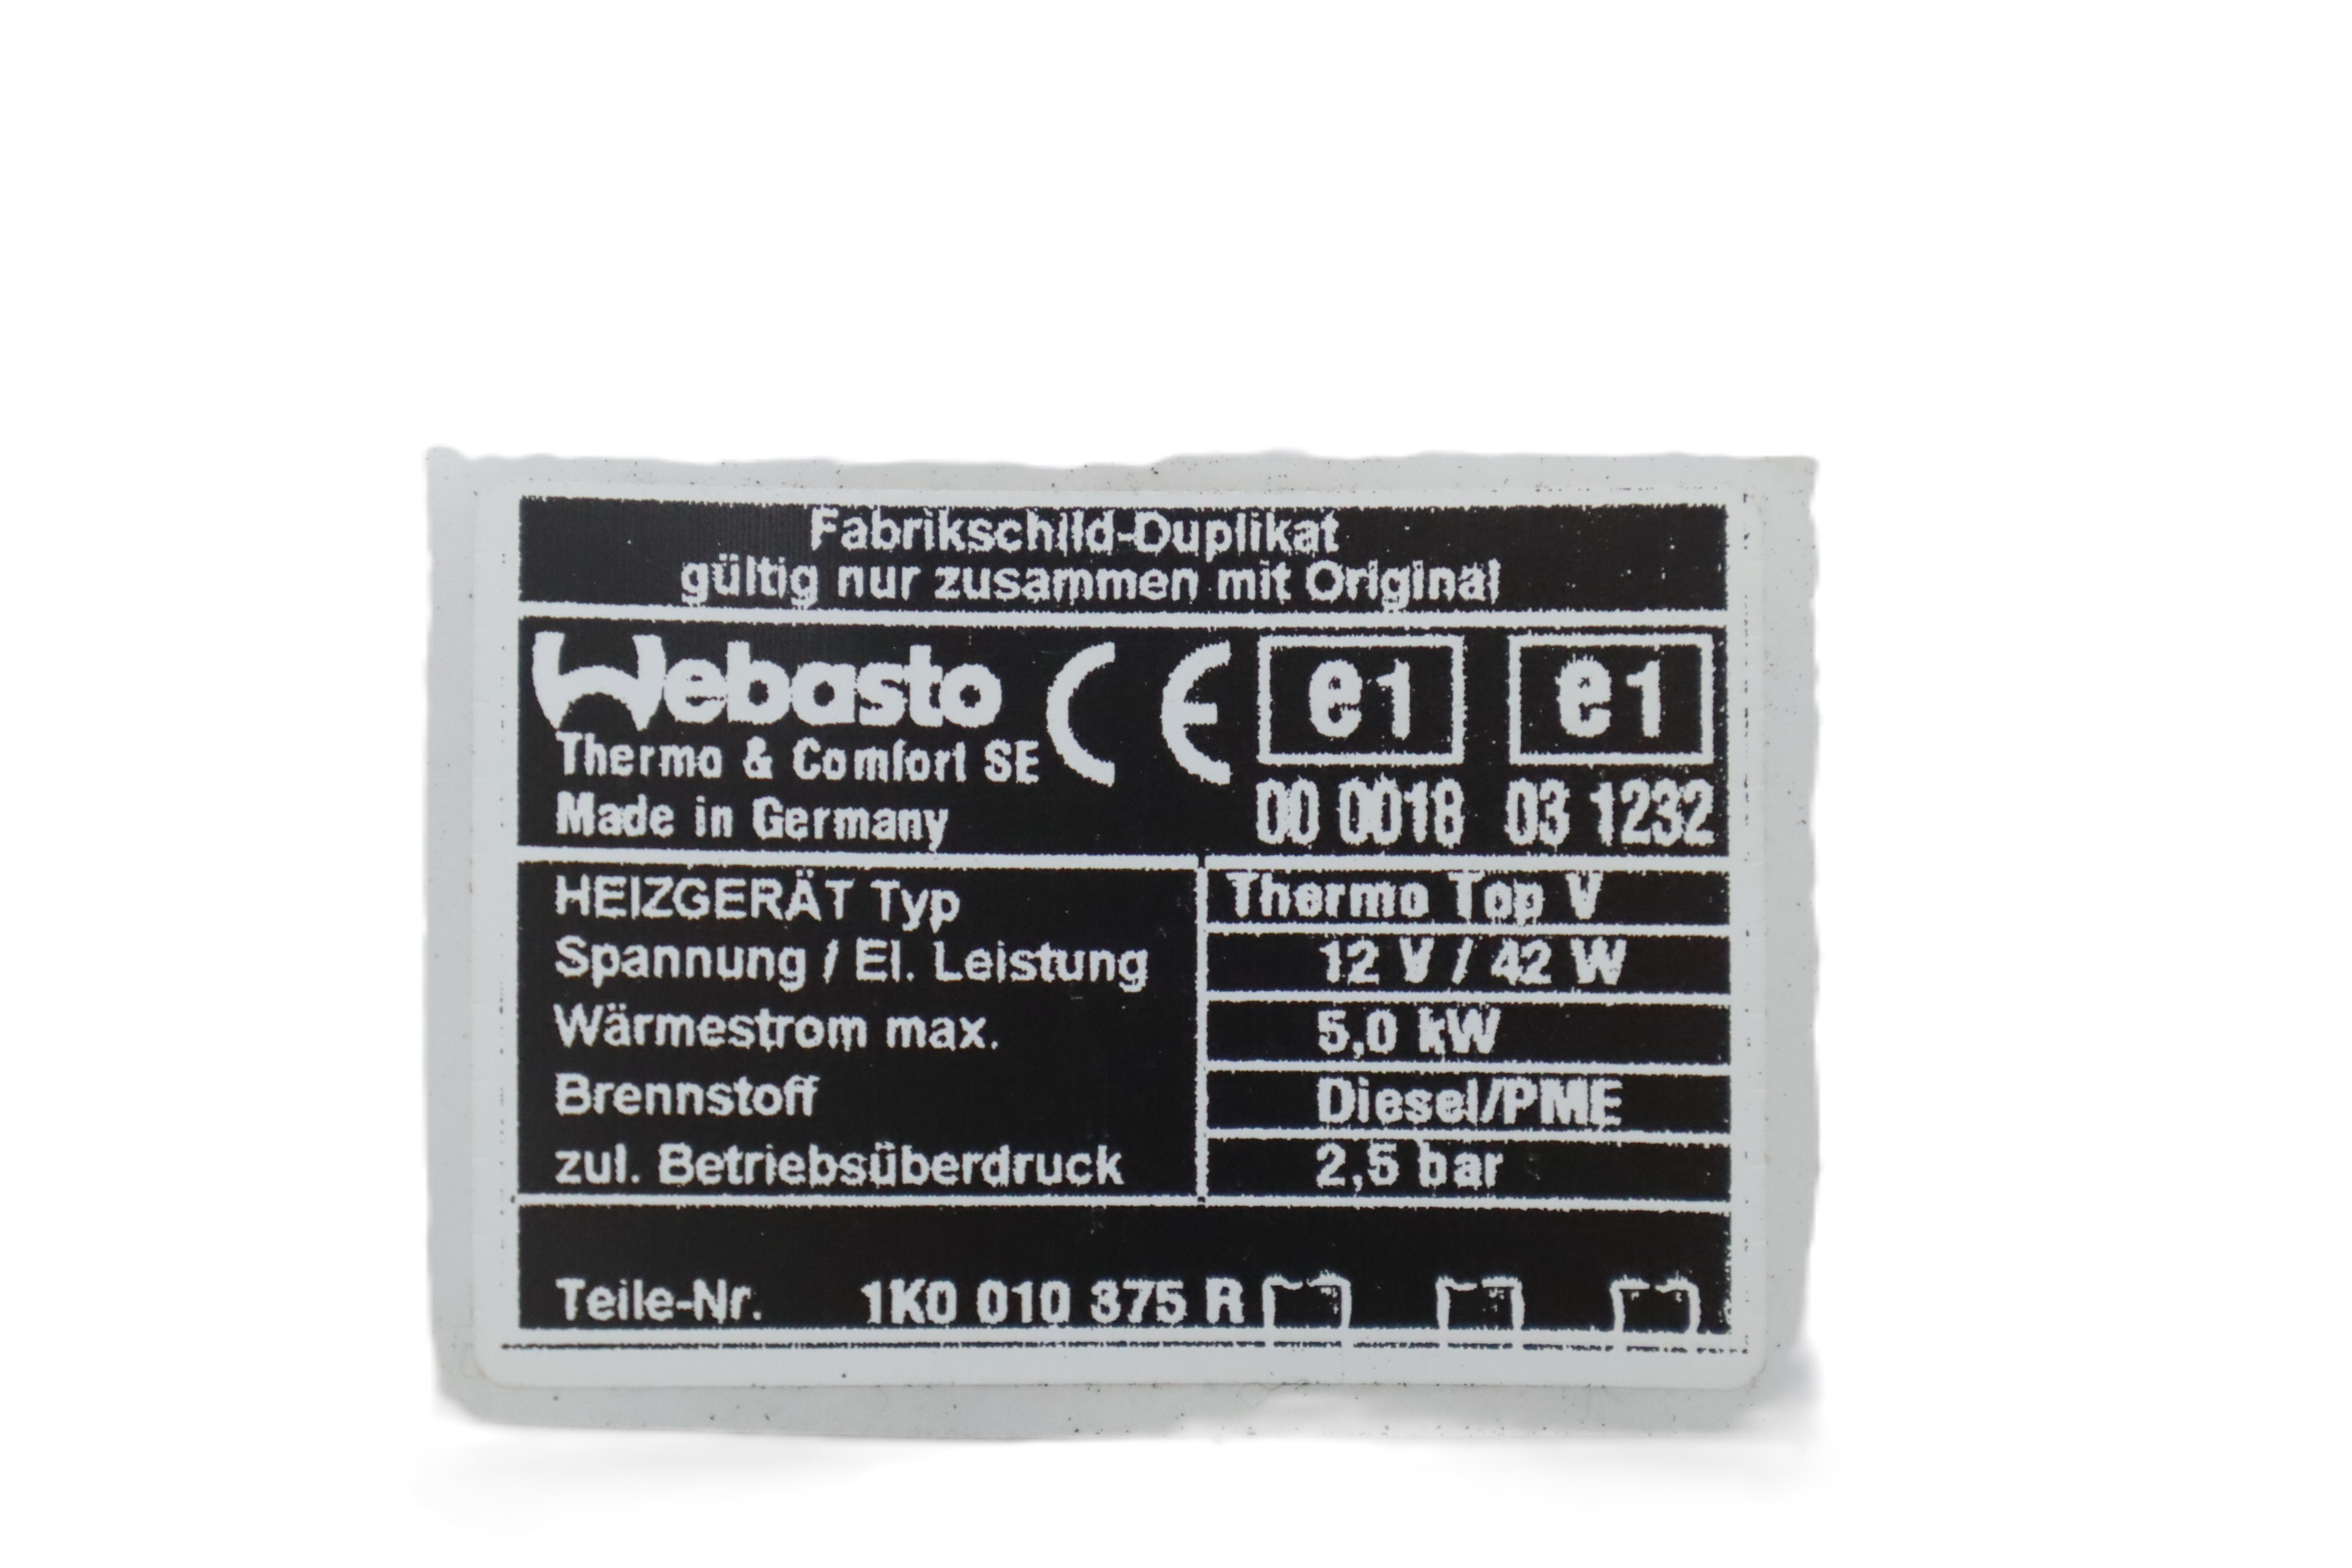 Fabrikschild-Duplikat
gültig nur zusammen mit Original
Webasto CE e1 e1
Thermo & Comfort SE
Made in Germany 00 0018 03 1232
HEIZGERÄT Typ Thermo Top V
Spannung / El. Leistung 12 V / 42 W
Wärmestrom max. 5,0 kW
Brennstoff Diesel/PME
zul. Betriebsüberdruck 2,5 bar
Teile-Nr. 1K0 010 375 R